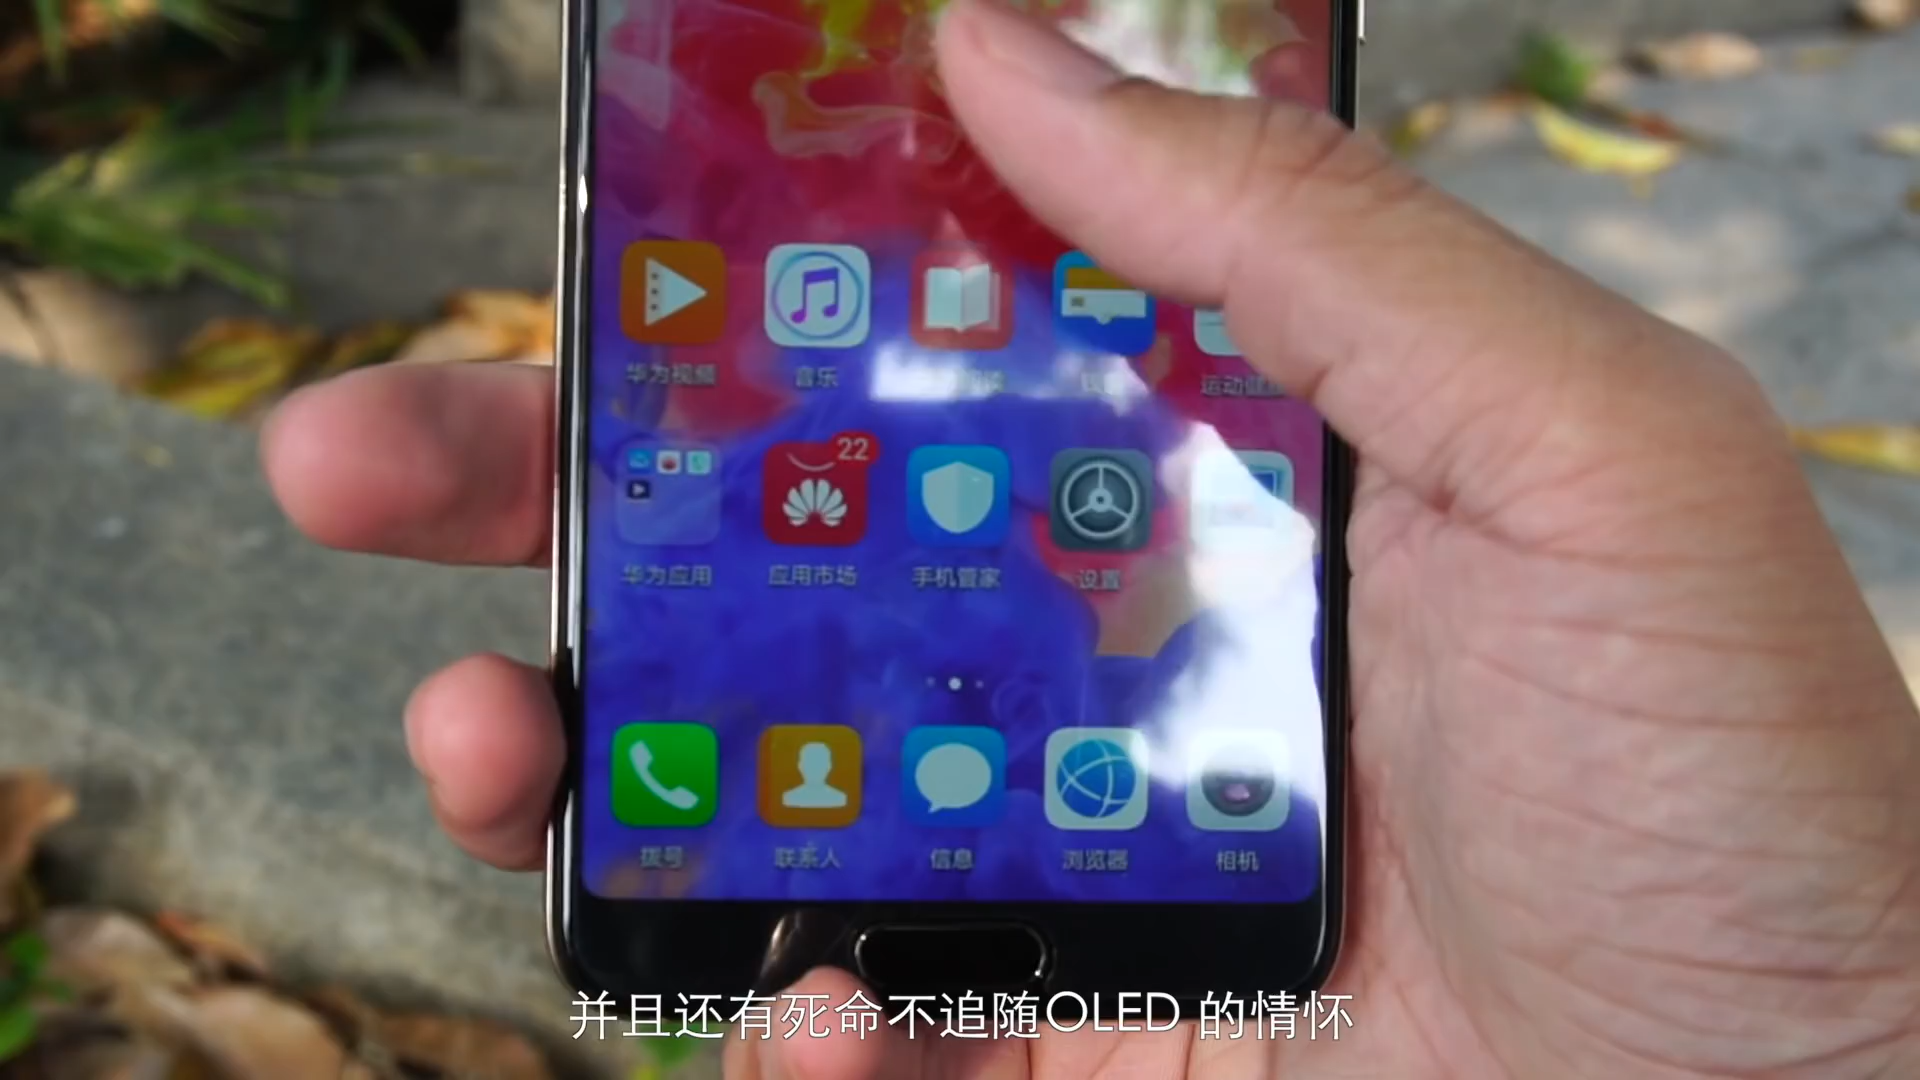 华为视频
音乐
运动健康
22
华为应用
应用市场
手机管家
设置
拨号
联系人
信息
浏览器
相机
并且还有死命不追随OLED 的情怀